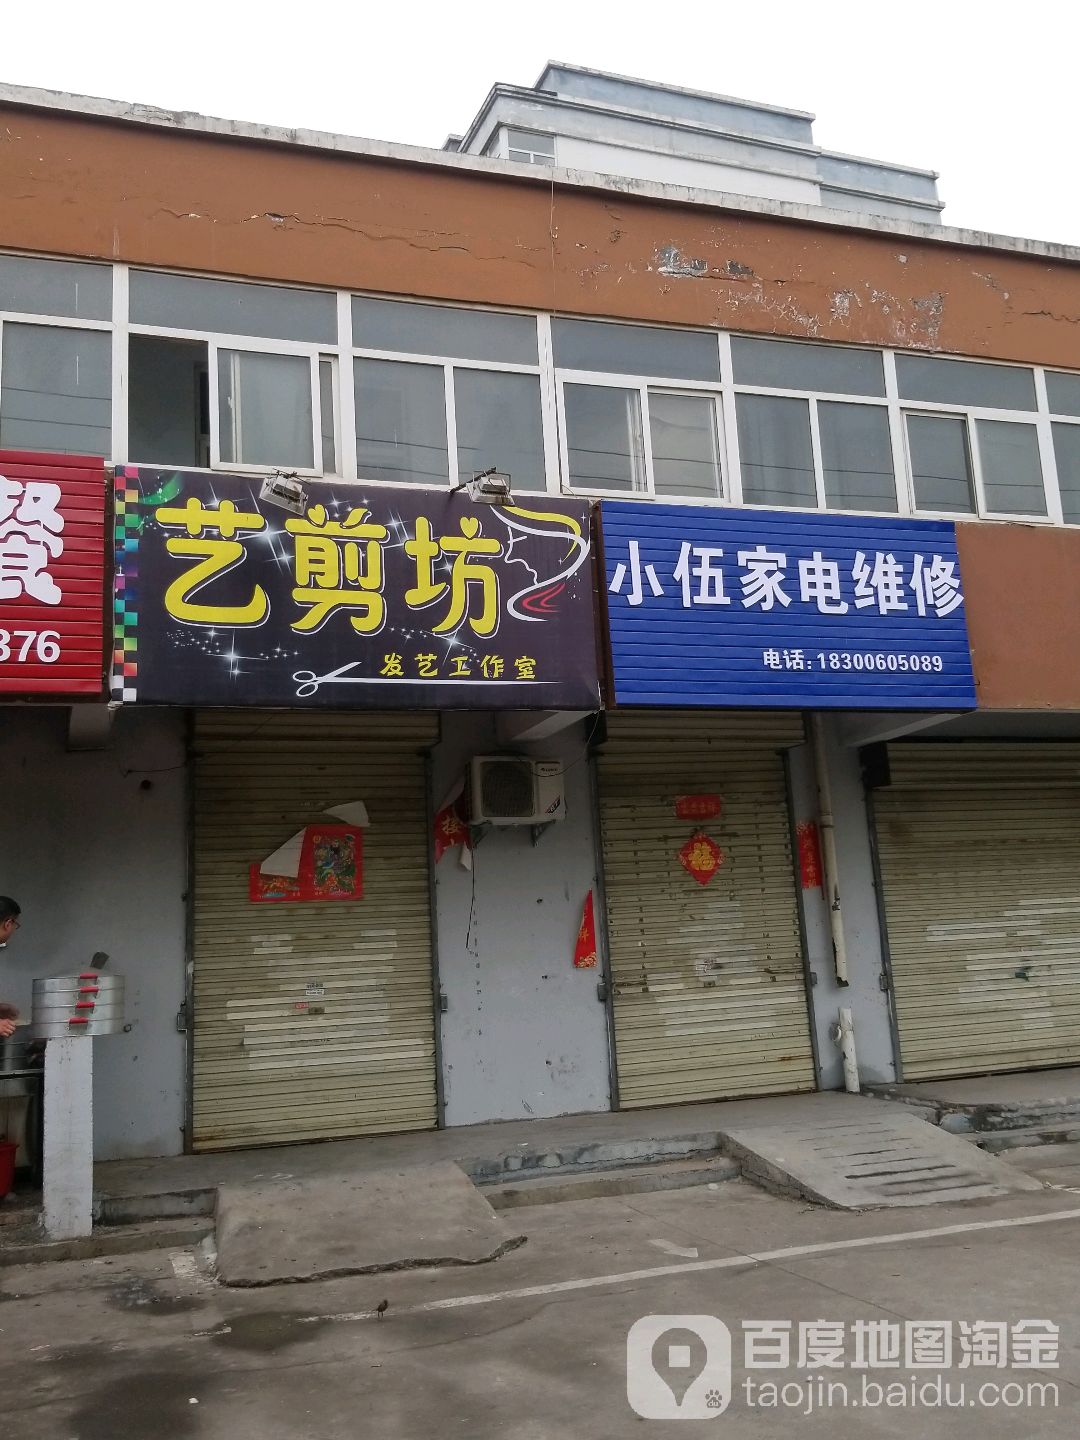 餐
376
艺剪坊
发艺工作室
小伍家电维修
电话:18300605089
福
百度地图淘金
taojin.baidu.com